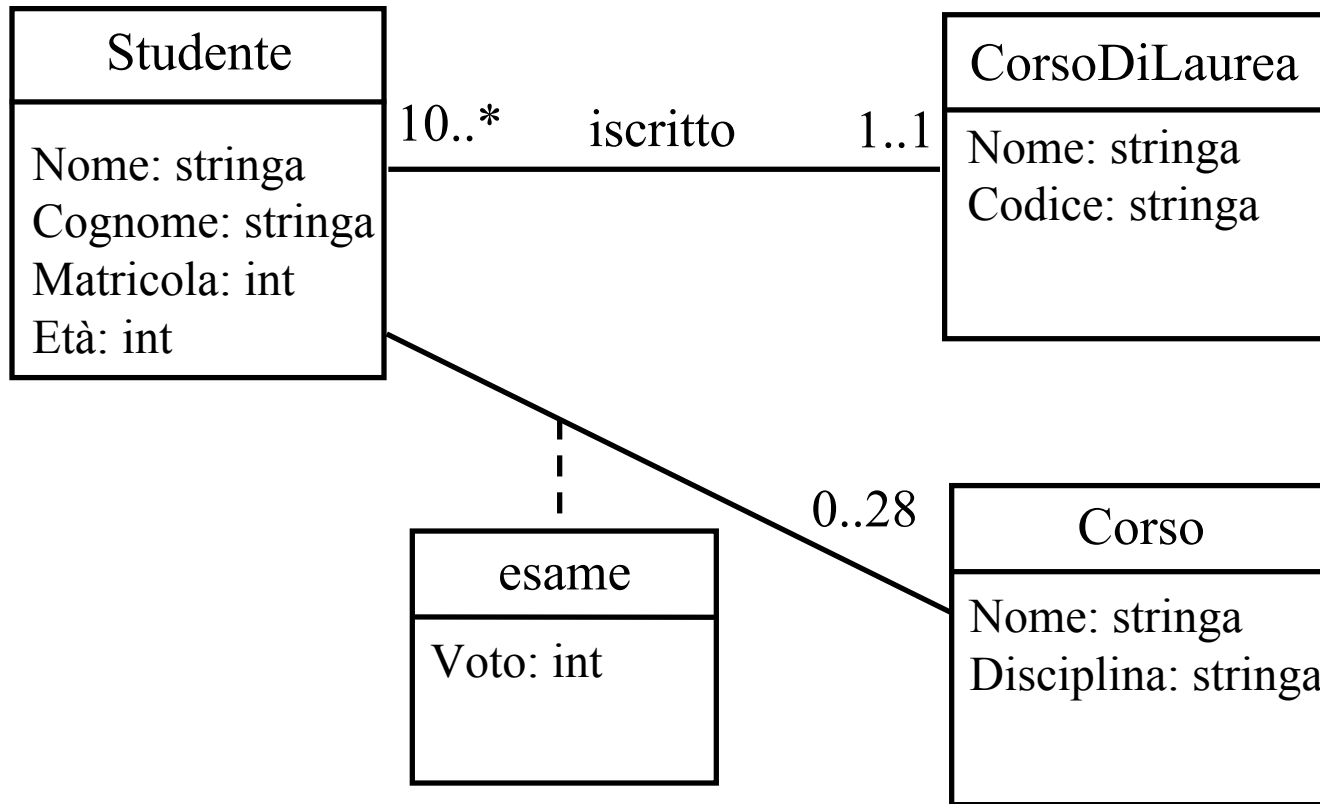 Studente
Nome: stringa
Cognome: stringa
Matricola: int
Età: int
10..*
iscritto
1..1
CorsoDiLaurea
Nome: stringa
Codice: stringa
esame
Voto: int
0..28
Corso
Nome: stringa
Disciplina: stringa